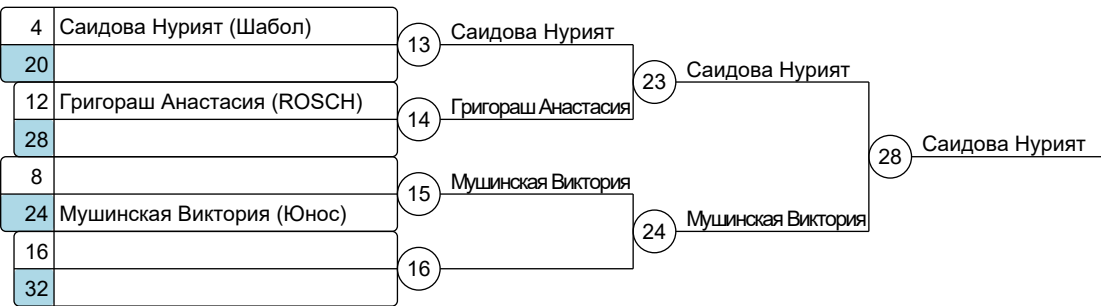 4 Саидова Нурият (Шабол)
20
12 Григораш Анастасия (ROSCH)
28
8
24 Мушинская Виктория (Юнос)
16
32
13 Саидова Нурият
14 Григораш Анастасия
15 Мушинская Виктория
16
23 Саидова Нурият
24 Мушинская Виктория
28 Саидова Нурият